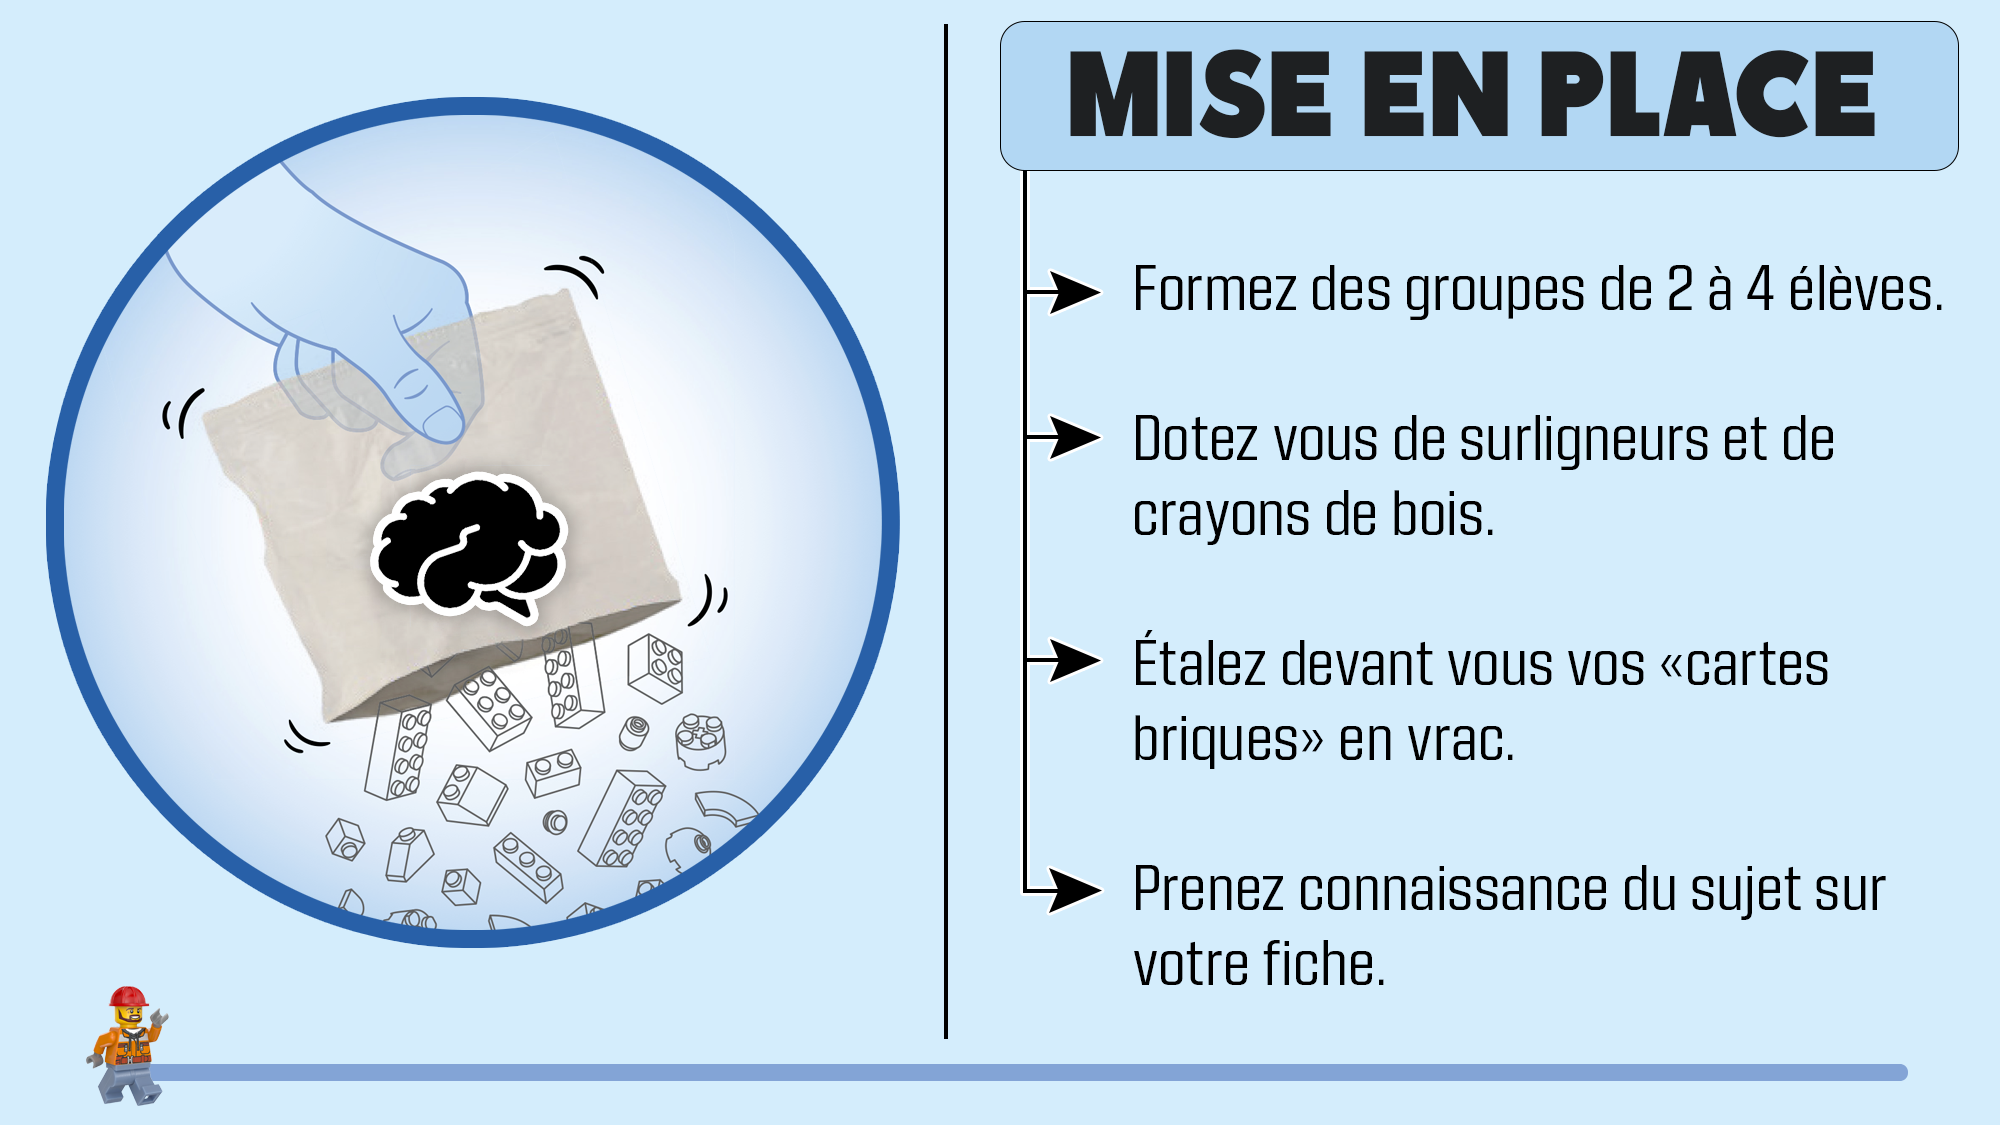 MISE EN PLACE
Formez des groupes de 2 à 4 élèves.
Dotez vous de surligneurs et de
crayons de bois.
Étalez devant vous vos «cartes
briques» en vrac.
Prenez connaissance du sujet sur
votre fiche.